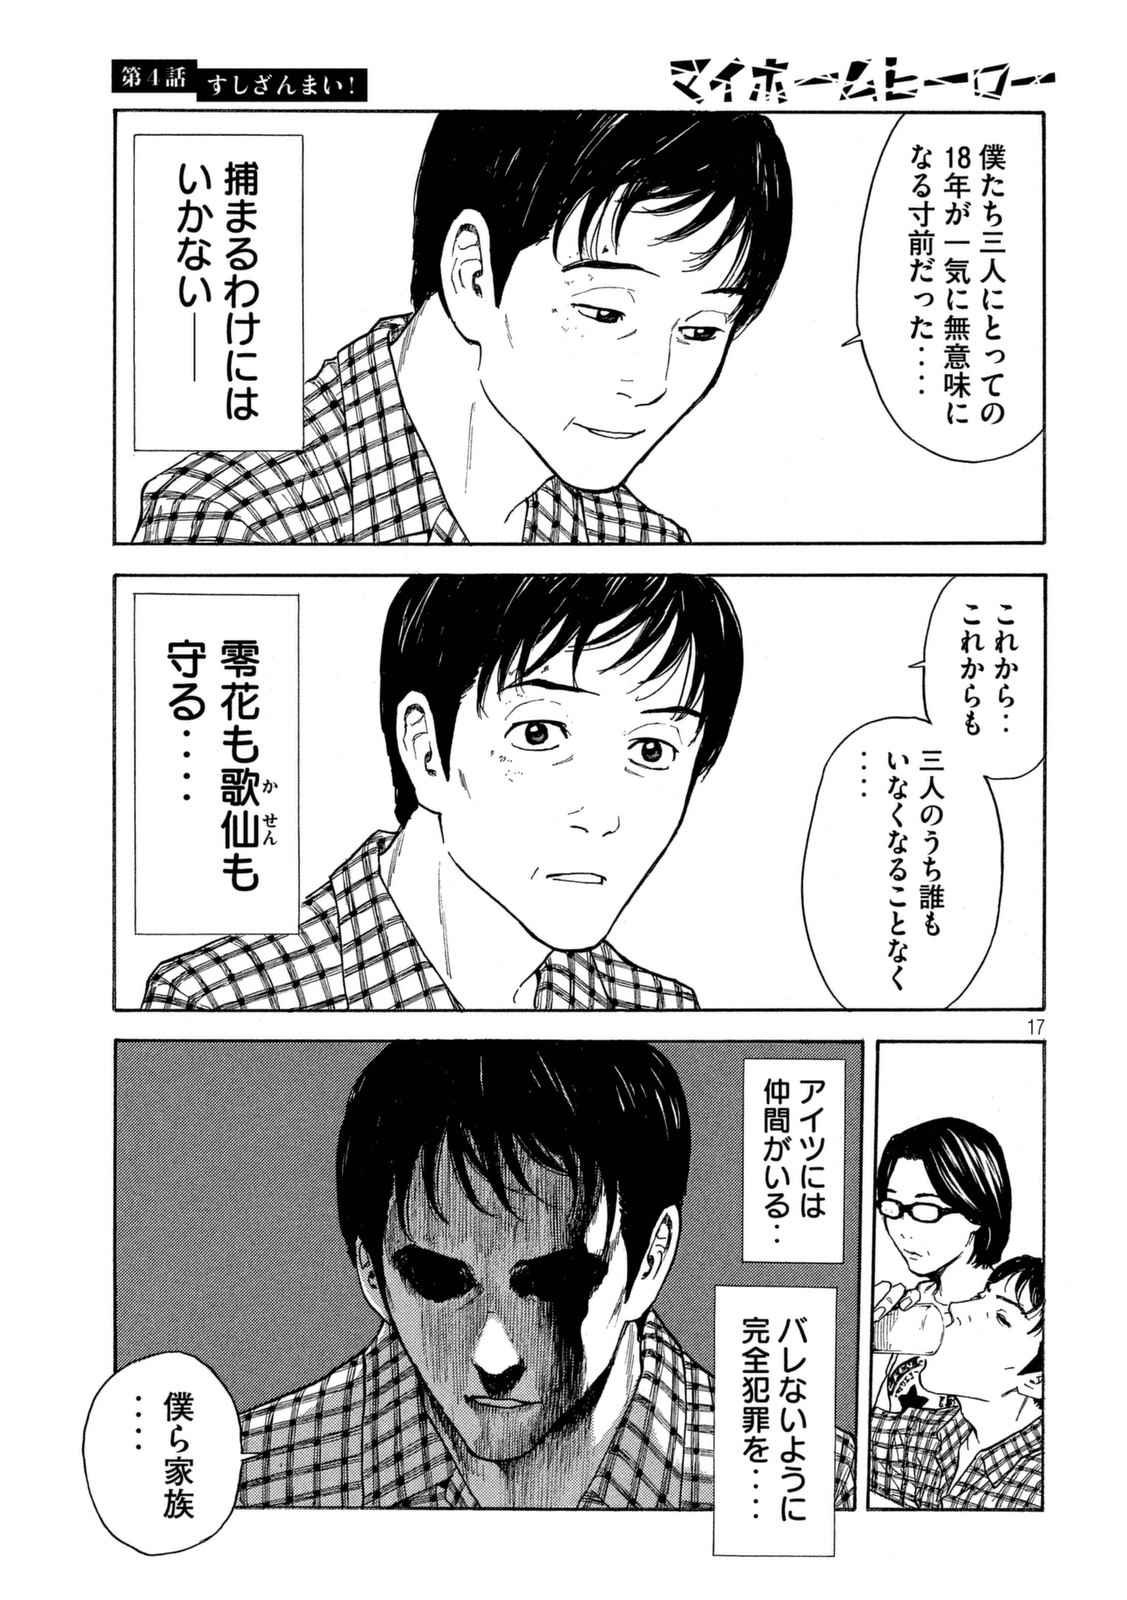 第4話
すしざんまい!
マイホームヒーロー
僕たち三人にとっての
18年が一気に無意味に
なる寸前だった‥‥
捕まるわけには
いかない──
これから‥
これからも
三人のうち誰も
いなくなることなく
‥‥
零花も歌仙も
かせん
守る‥‥
17
アイツには
仲間がいる‥
バレないように
完全犯罪を‥‥
僕ら家族
‥‥